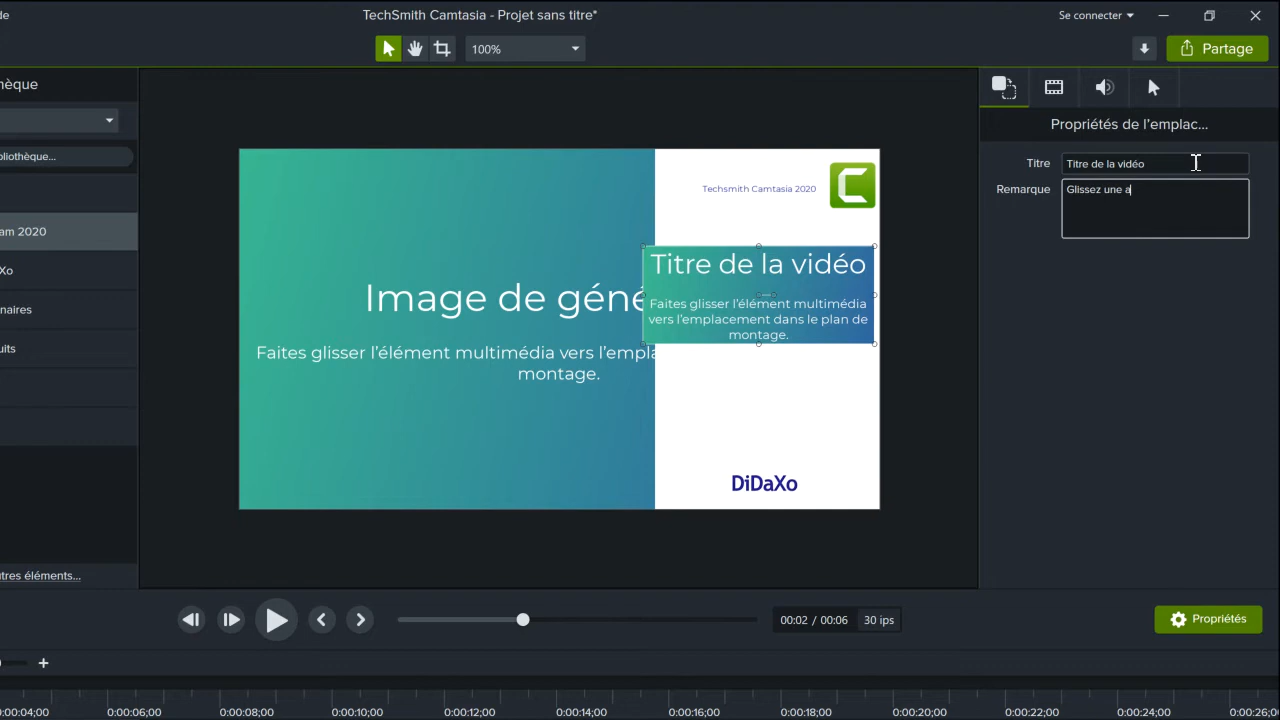 de
TechSmith Camtasia - Projet sans titre*
Se connecter
100%
Partage
hèque
bliothèque...
am 2020
Xo
naires
uits
utres éléments...
Techsmith Camtasia 2020
C
Titre de la vidéo
Faites glisser l'élément multimédia
vers l'emplacement dans le plan de
montage.
Image de géné
Faites glisser l'élément multimédia vers l'empla
montage.
DiDaXo
Propriétés de l'emplac...
Titre
Titre de la vidéo
Remarque
Glissez une a
00:02 / 00:06
30 ips
Propriétés
0:00:04;00
0:00:06;00
0:00:08;00
0:00:10;00
0:00:12;00
0:00:14;00
0:00:16;00
0:00:18;00
0:00:20;00
0:00:22;00
0:00:24;00
0:00:26;0